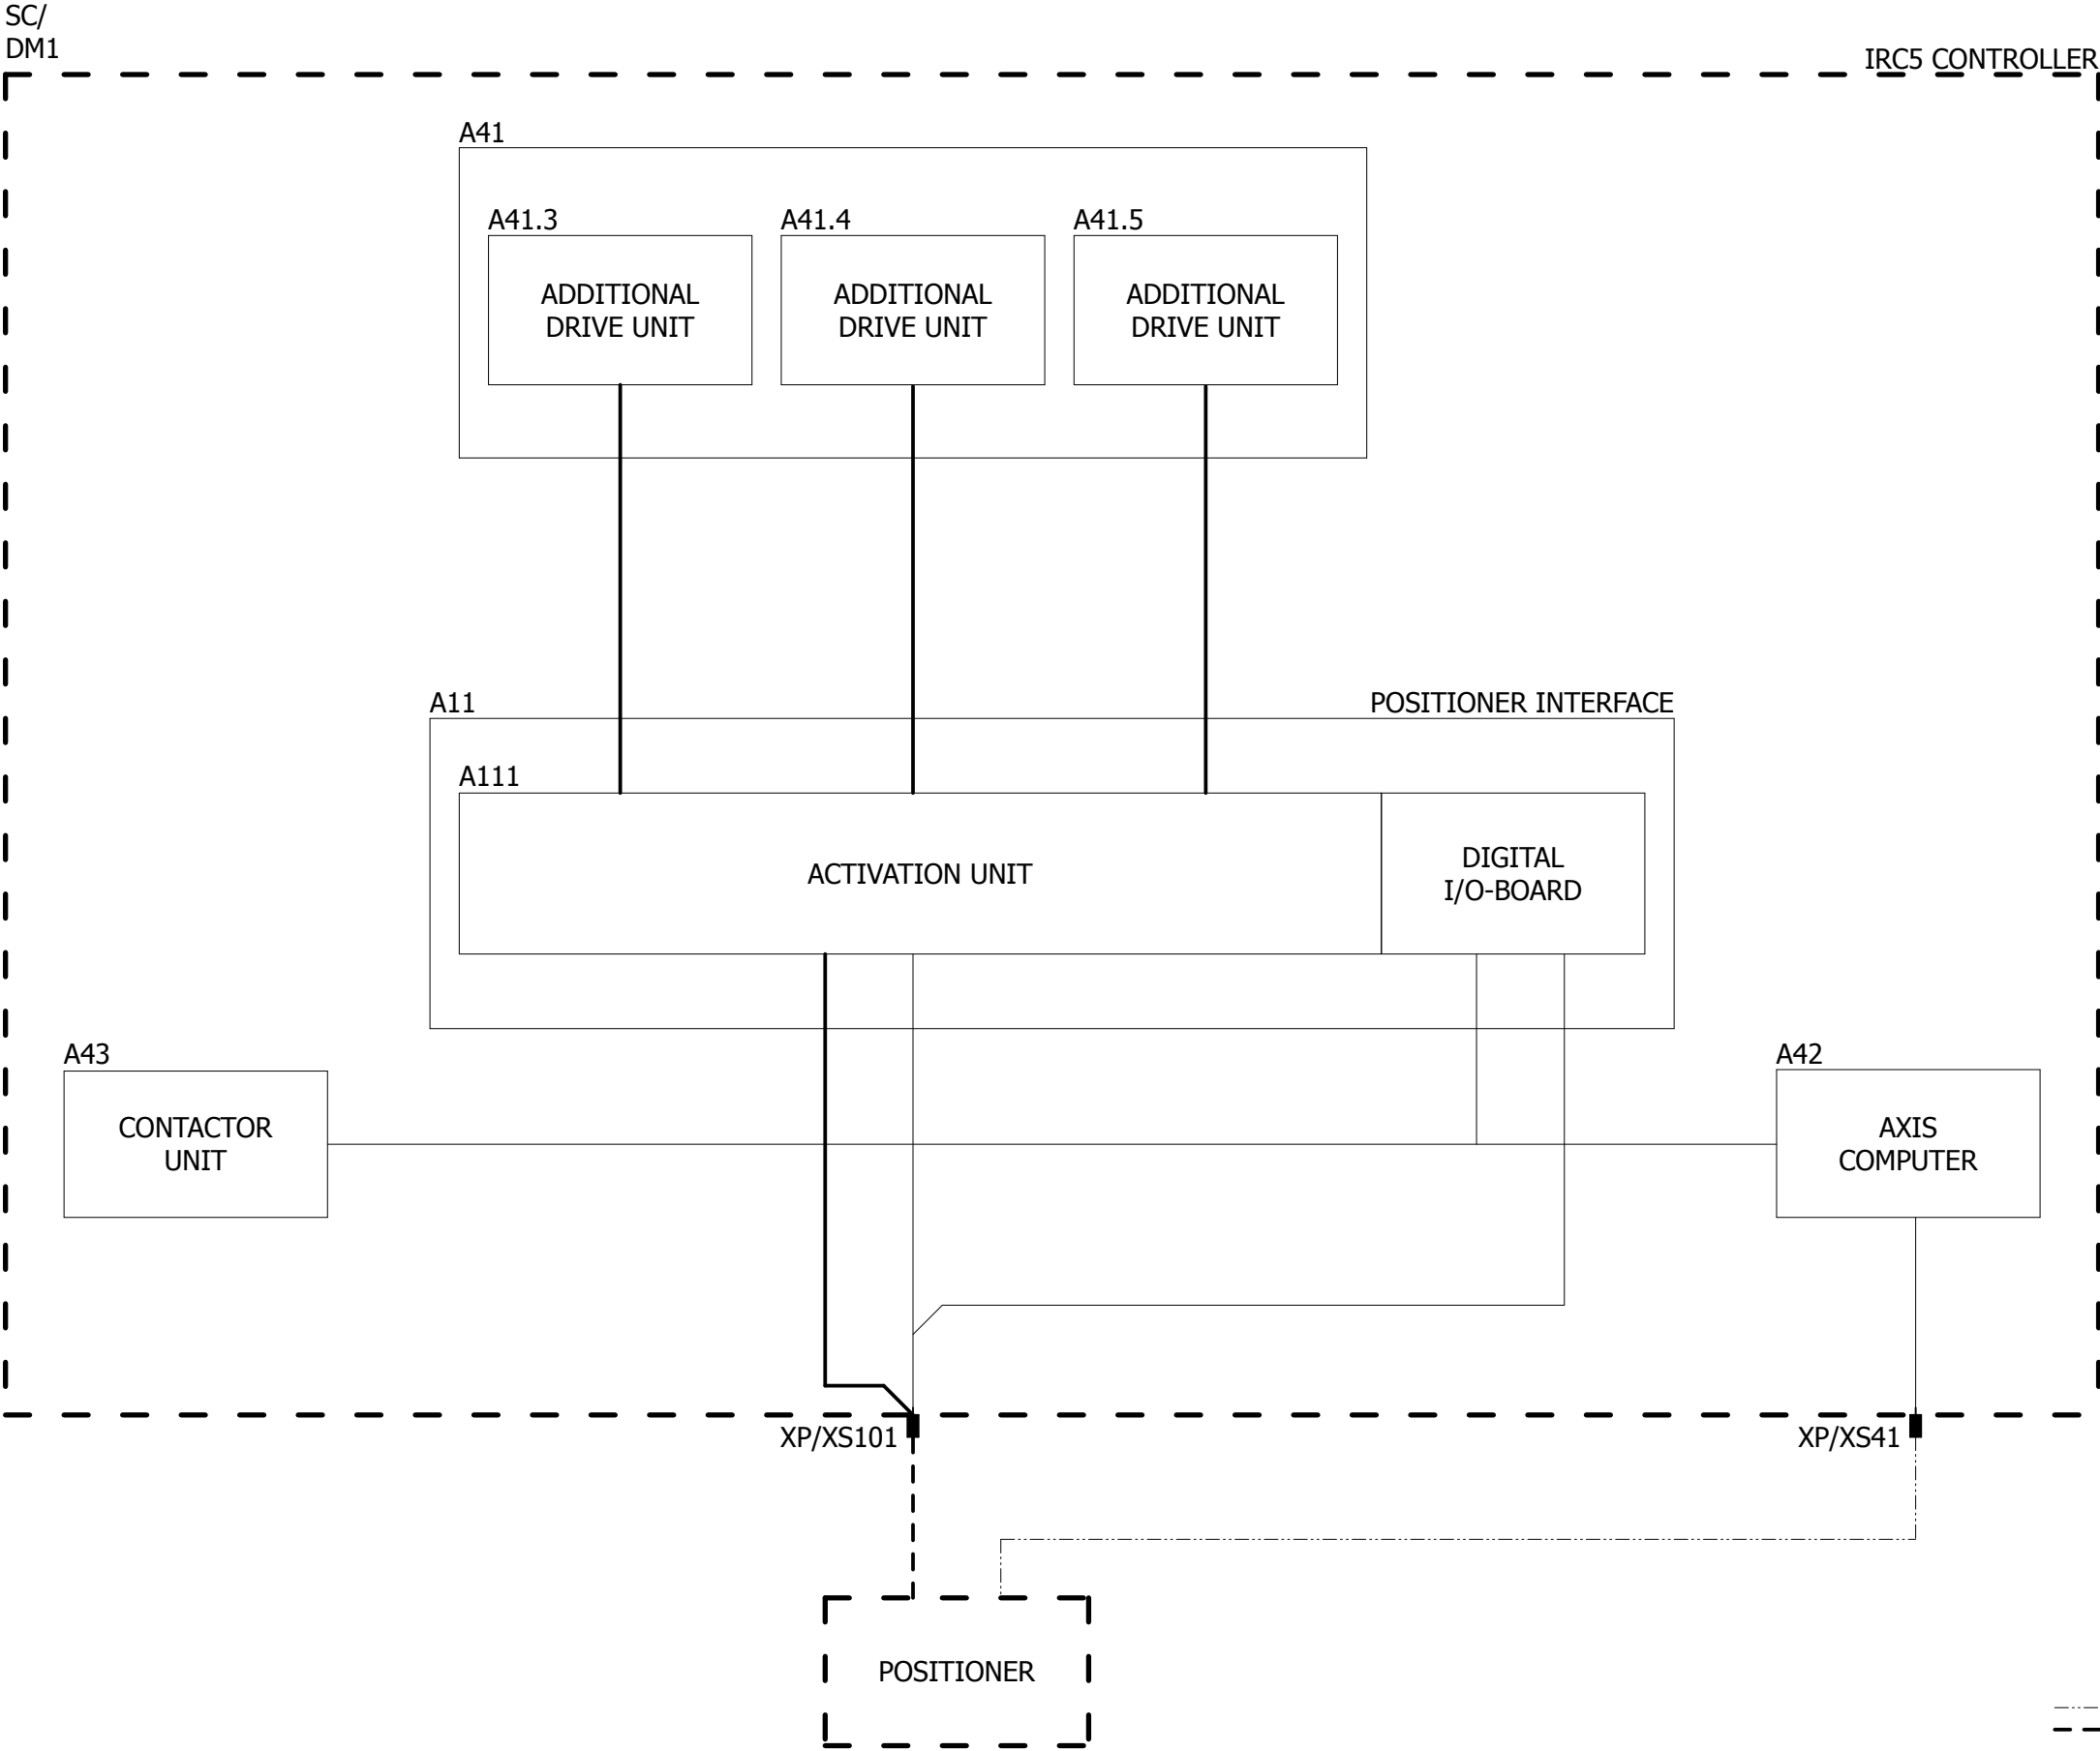 SC/
DM1
IRC5 CONTROLLER
A41
A41.3
A41.4
A41.5
ADDITIONAL
DRIVE UNIT
ADDITIONAL
DRIVE UNIT
ADDITIONAL
DRIVE UNIT
A11
POSITIONER INTERFACE
A111
ACTIVATION UNIT
DIGITAL
I/O-BOARD
A43
CONTACTOR
UNIT
A42
AXIS
COMPUTER
XP/XS101
XP/XS41
POSITIONER